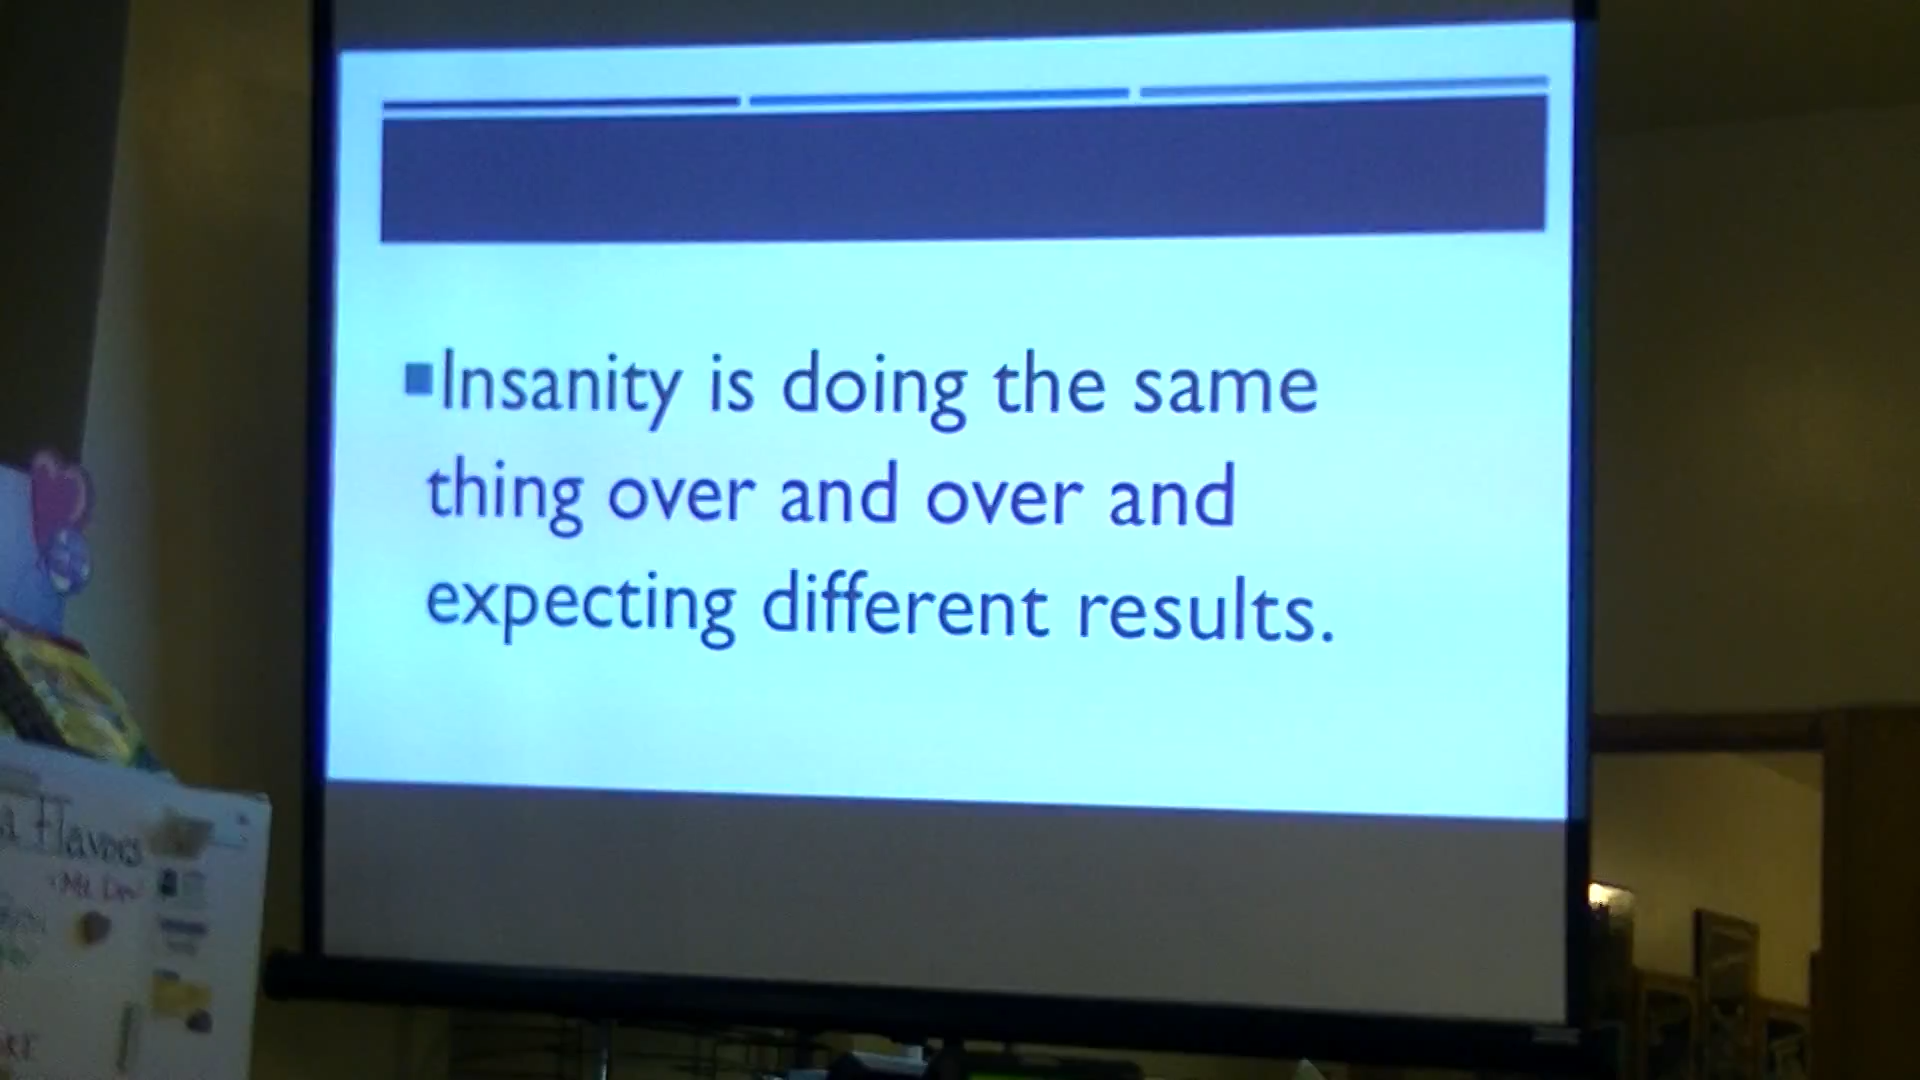 Insanity is doing the same
thing over and over and
expecting different results.
Flavors